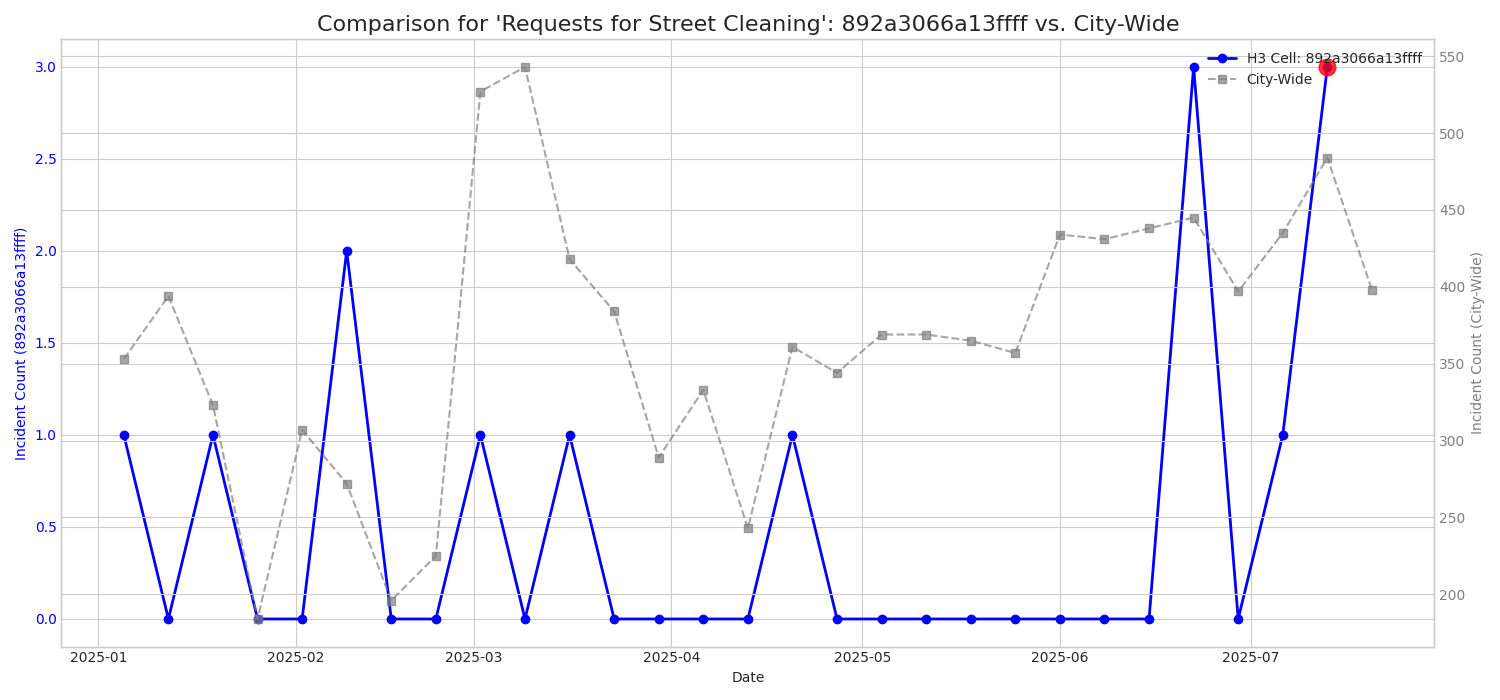 Comparison for 'Requests for Street Cleaning': 892a3066a13ffff vs. City-Wide
H3 Cell: 892a3066a13ffff
City-Wide
Incident Count (892a3066a13ffff)
3.0
2.5
2.0
1.5
1.0
0.5
0.0
550
500
450
400
350
300
250
200
Incident Count (City-Wide)
2025-01 2025-02 2025-03 2025-04 2025-05 2025-06 2025-07
Date